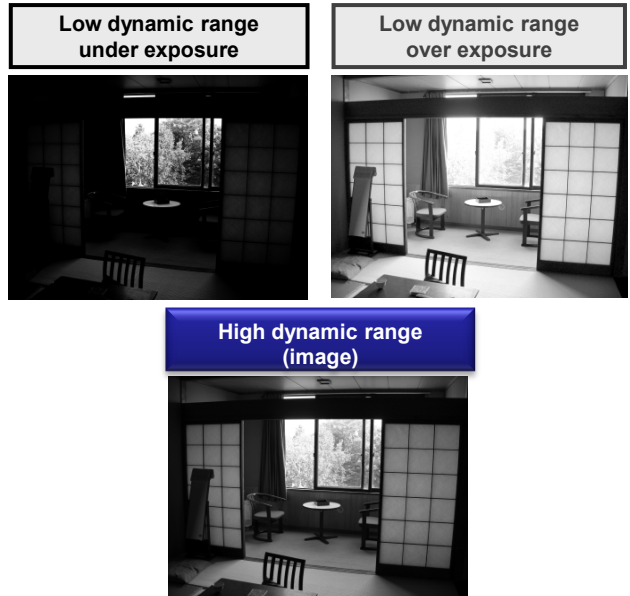 Low dynamic range
under exposure
Low dynamic range
over exposure
High dynamic range
(image)